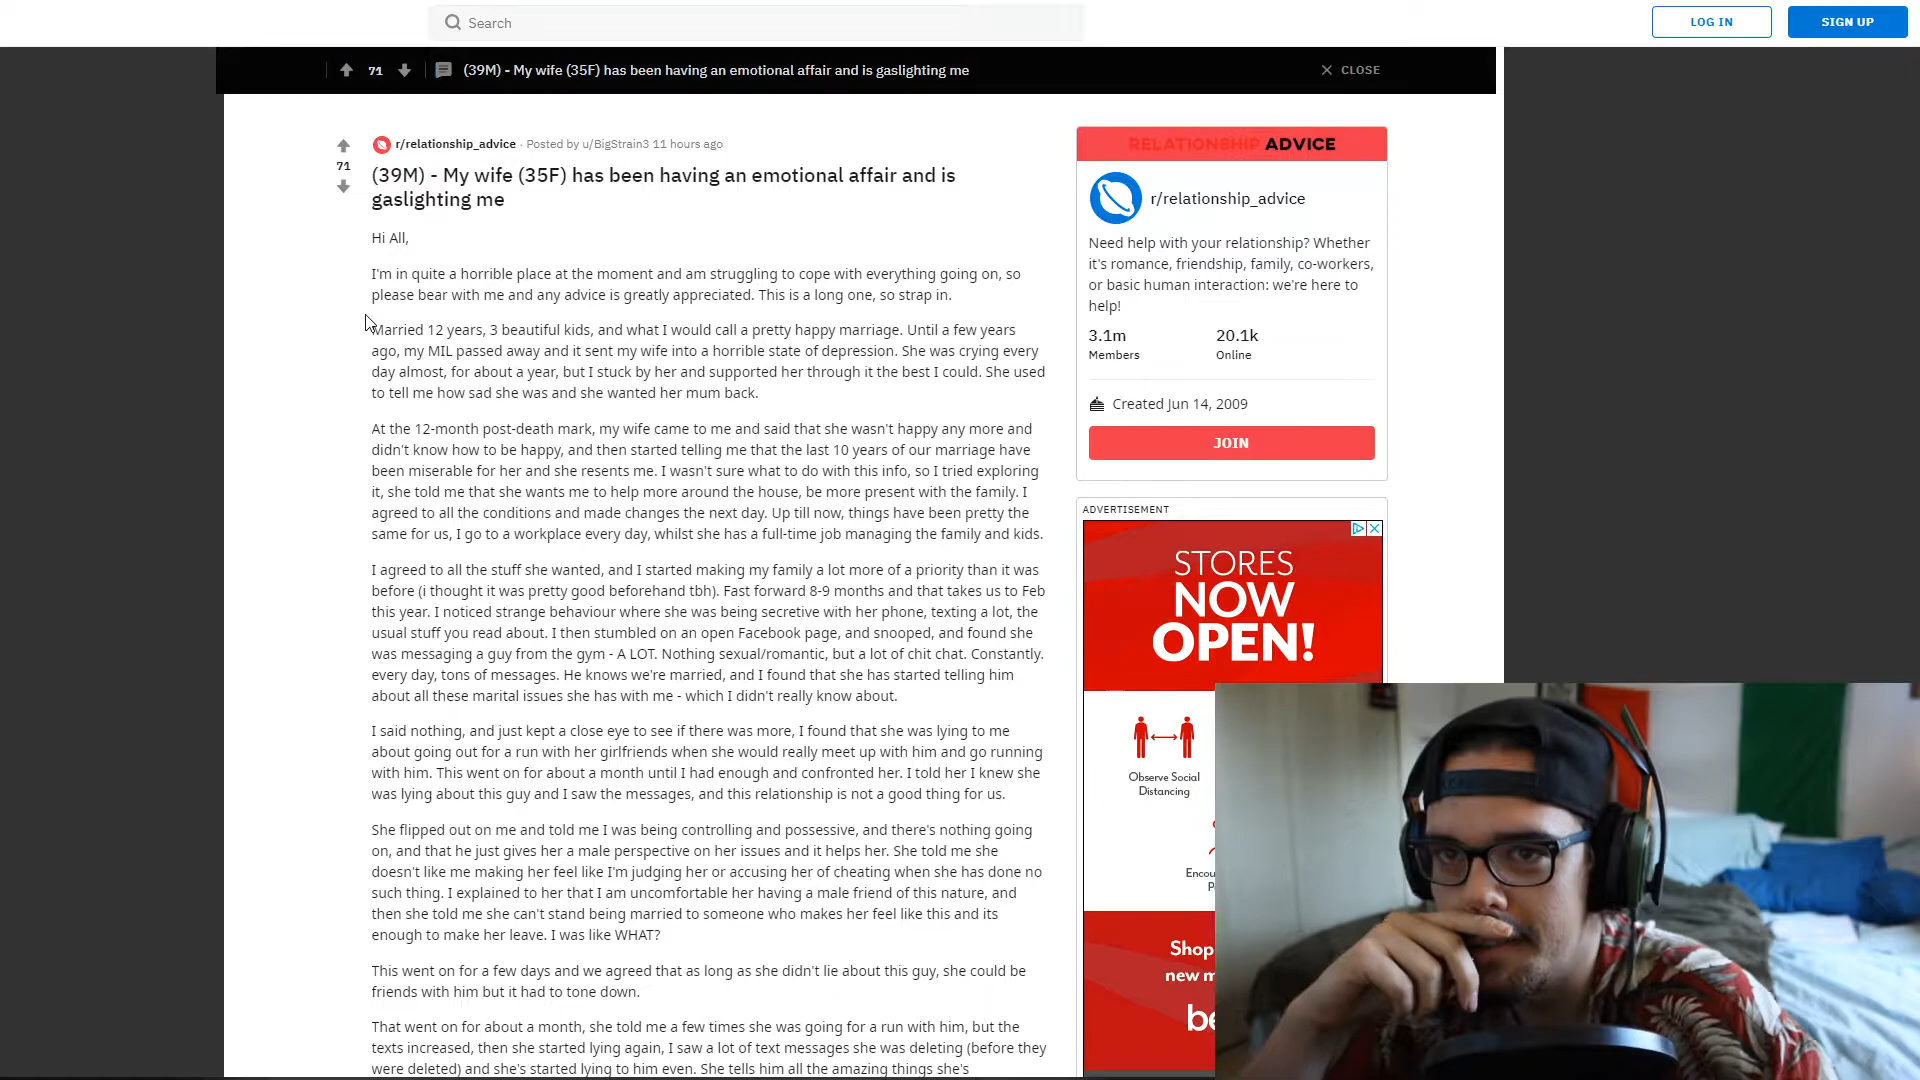 Search
LOG IN
SIGN UP
71
(39M) - My wife (35F) has been having an emotional affair and is gaslighting me
CLOSE
71
r/relationship_advice · Posted by u/BigStrain3 11 hours ago
(39M) - My wife (35F) has been having an emotional affair and is
gaslighting me
Hi All,
I'm in quite a horrible place at the moment and am struggling to cope with everything going on, so
please bear with me and any advice is greatly appreciated. This is a long one, so strap in.
Married 12 years, 3 beautiful kids, and what I would call a pretty happy marriage. Until a few years
ago, my MIL passed away and it sent my wife into a horrible state of depression. She was crying every
day almost, for about a year, but I stuck by her and supported her through it the best I could. She used
to tell me how sad she was and she wanted her mum back.
At the 12-month post-death mark, my wife came to me and said that she wasn't happy any more and
didn't know how to be happy, and then started telling me that the last 10 years of our marriage have
been miserable for her and she resents me. I wasn't sure what to do with this info, so I tried exploring
it, she told me that she wants me to help more around the house, be more present with the family. I
agreed to all the conditions and made changes the next day. Up till now, things have been pretty the
same for us, I go to a workplace every day, whilst she has a full-time job managing the family and kids.
I agreed to all the stuff she wanted, and I started making my family a lot more of a priority than it was
before (i thought it was pretty good beforehand tbh). Fast forward 8-9 months and that takes us to Feb
this year. I noticed strange behaviour where she was being secretive with her phone, texting a lot, the
usual stuff you read about. I then stumbled on an open Facebook page, and snooped, and found she
was messaging a guy from the gym - A LOT. Nothing sexual/romantic, but a lot of chit chat. Constantly.
every day, tons of messages. He knows we're married, and I found that she has started telling him
about all these marital issues she has with me - which I didn't really know about.
I said nothing, and just kept a close eye to see if there was more, I found that she was lying to me
about going out for a run with her girlfriends when she would really meet up with him and go running
with him. This went on for about a month until I had enough and confronted her. I told her I knew she
was lying about this guy and I saw the messages, and this relationship is not a good thing for us.
She flipped out on me and told me I was being controlling and possessive, and there's nothing going
on, and that he just gives her a male perspective on her issues and it helps her. She told me she
doesn't like me making her feel like I'm judging her or accusing her of cheating when she has done no
such thing. I explained to her that I am uncomfortable her having a male friend of this nature, and
then she told me she can't stand being married to someone who makes her feel like this and its
enough to make her leave. I was like WHAT?
This went on for a few days and we agreed that as long as she didn't lie about this guy, she could be
friends with him but it had to tone down.
That went on for about a month, she told me a few times she was going for a run with him, but the
texts increased, then she started lying again, I saw a lot of text messages she was deleting (before they
were deleted) and she's started lying to him even. She tells him all the amazing things she's
RELATIONSHIP ADVICE
r/relationship_advice
Need help with your relationship? Whether
it's romance, friendship, family, co-workers,
or basic human interaction: we're here to
help!
3.1m
20.1k
Members
Online
Created Jun 14, 2009
JOIN
ADVERTISEMENT
STORES
NOW
OPEN!
Observe Social
Distancing
Shop
new m
be